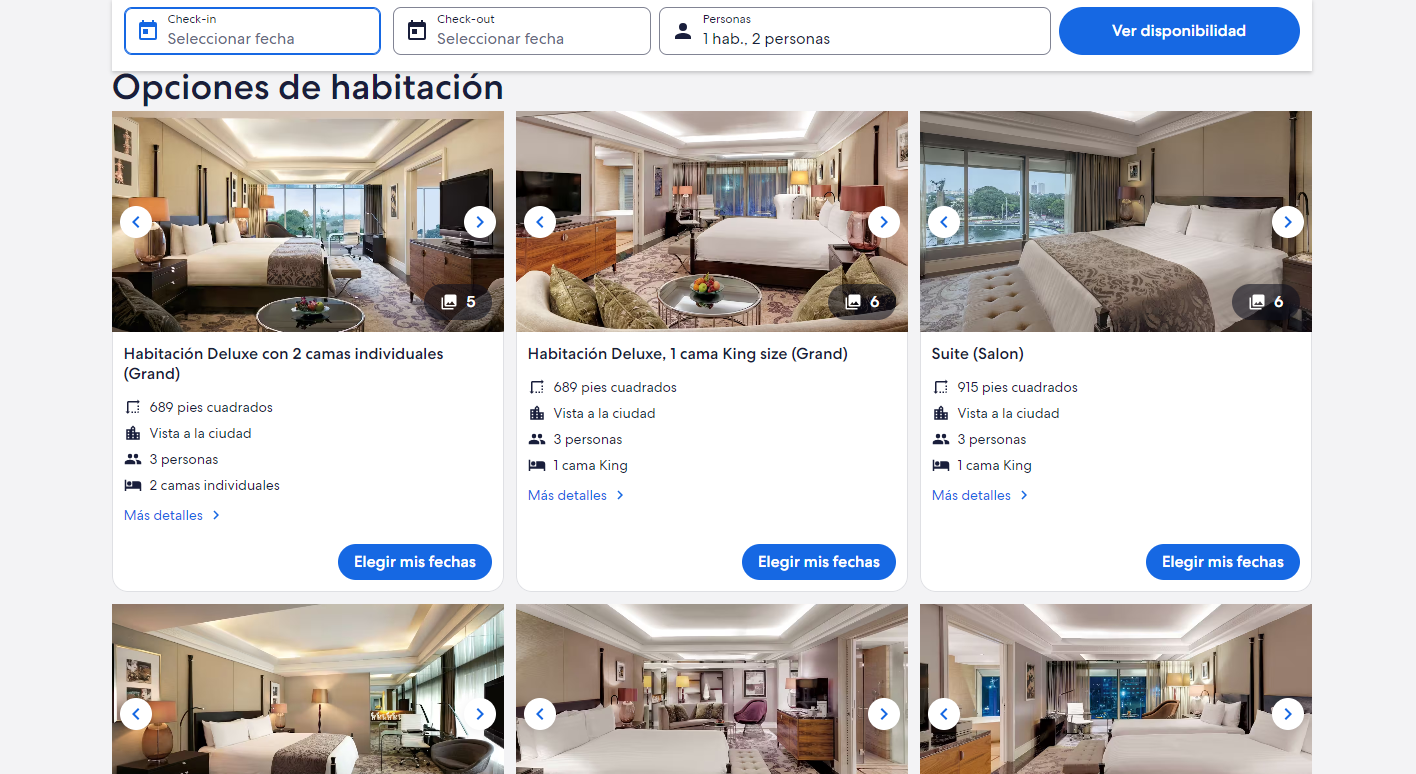 Check-in
Seleccionar fecha
Check-out
Seleccionar fecha
Personas
1 hab., 2 personas
Ver disponibilidad
Opciones de habitación
5
6
6
Habitación Deluxe con 2 camas individuales
(Grand)
689 pies cuadrados
Vista a la ciudad
3 personas
2 camas individuales
Más detalles
Elegir mis fechas
Habitación Deluxe, 1 cama King size (Grand)
689 pies cuadrados
Vista a la ciudad
3 personas
1 cama King
Más detalles
Elegir mis fechas
Suite (Salon)
915 pies cuadrados
Vista a la ciudad
3 personas
1 cama King
Más detalles
Elegir mis fechas